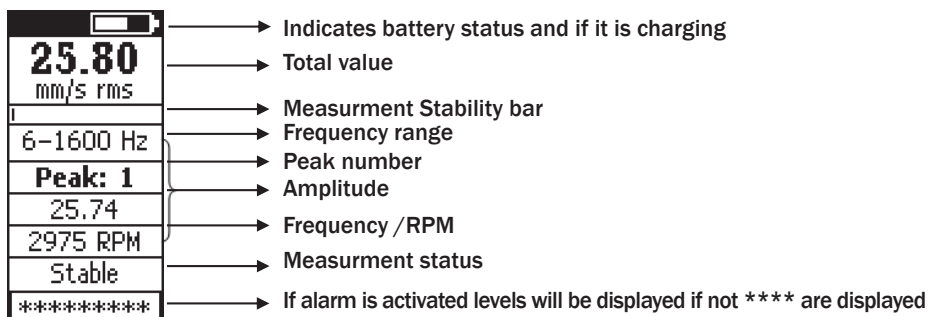 Indicates battery status and if it is charging
25.80
Total value
mm/s rms
Measurment Stability bar
6-1600 Hz
Frequency range
Peak: 1
Peak number
25.74
Amplitude
2975 RPM
Frequency /RPM
Stable
Measurment status
*********
If alarm is activated levels will be displayed if not **** are displayed